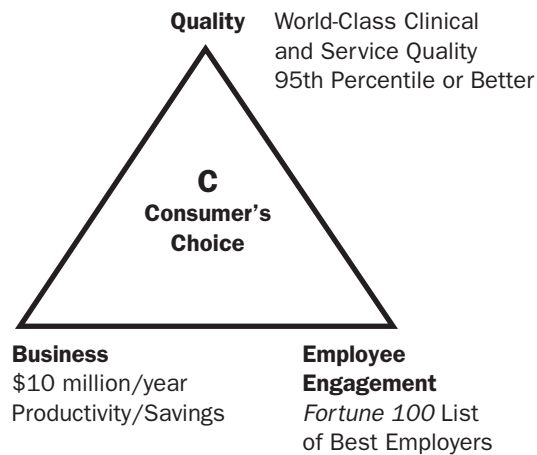 Quality World-Class Clinical
and Service Quality
95th Percentile or Better
C
Consumer’s
Choice
Business
$10 million/year
Productivity/Savings
Employee
Engagement
Fortune 100 List
of Best Employers